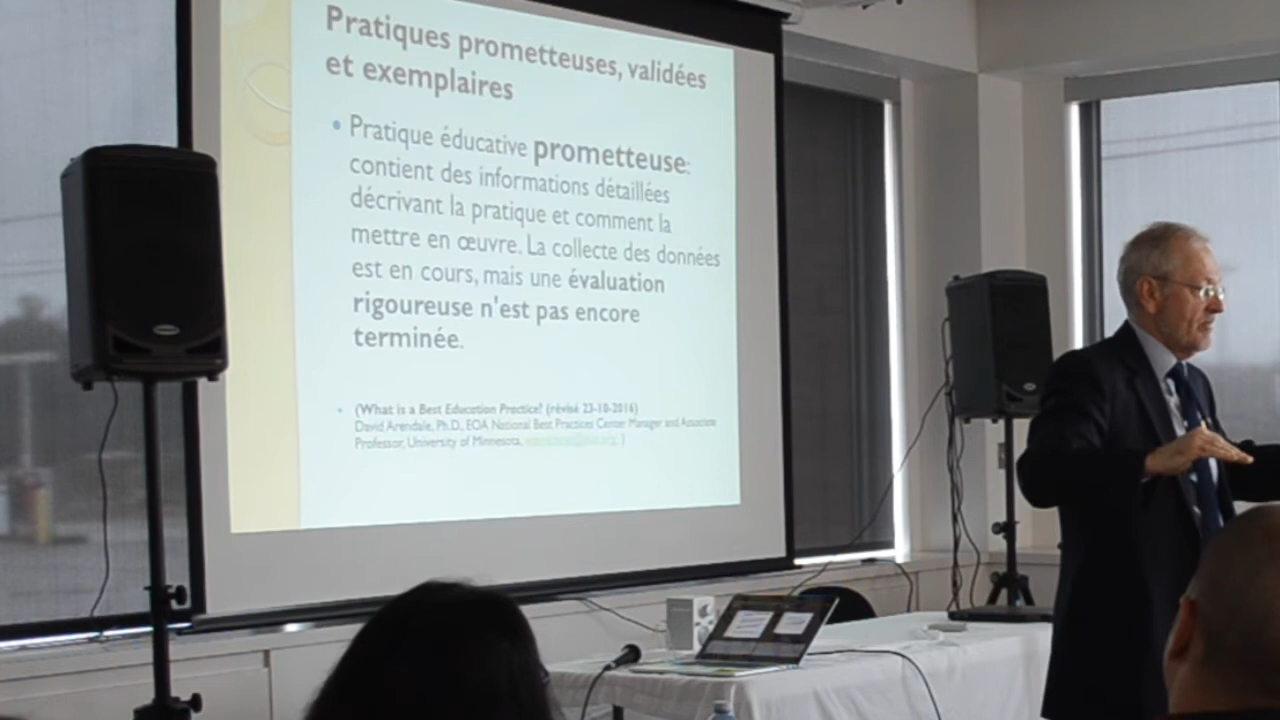 Pratiques prometteuses, validées
et exemplaires
• Pratique éducative prometteuse:
contient des informations détaillées
décrivant la pratique et comment la
mettre en œuvre. La collecte des données
est en cours, mais une évaluation
rigoureuse n'est pas encore
terminée.
• (What is a Best Education Practice? (révisé 23-10-2016)
David Arendale, Ph.D., EOA National Best Practices Center Manager and Associate
Professor, University of Minnesota, )